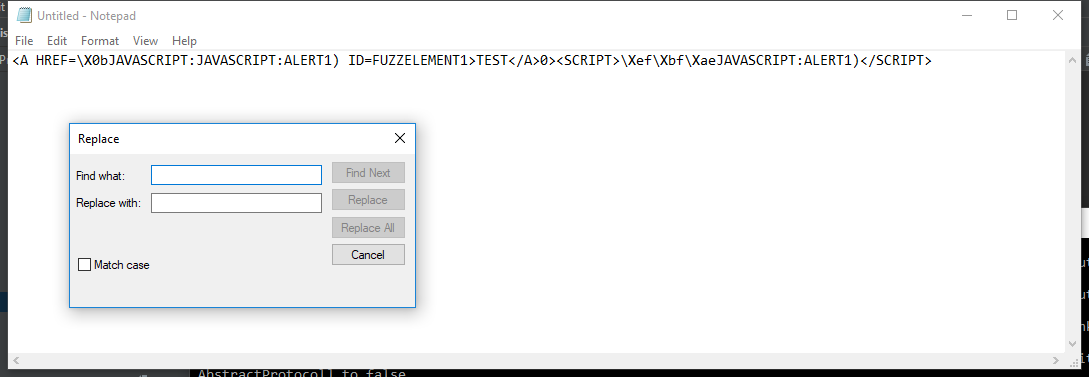 Untitled - Notepad
File Edit Format View Help
<A HREF=\X0bJAVASCRIPT:JAVASCRIPT:ALERT1) ID=FUZZELEMENT1>TEST</A>0><SCRIPT>\Xef\Xbf\XaeJAVASCRIPT:ALERT1)</SCRIPT>
Replace
Find what:
Find Next
Replace with:
Replace
Replace All
Cancel
Match case
AbstractProtocol] to false